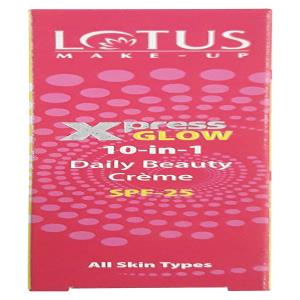 LOTUS
MAKE-UP
Xpress
GLOW
10-in-1
Daily Beauty
Crème
SPF-25
All Skin Types